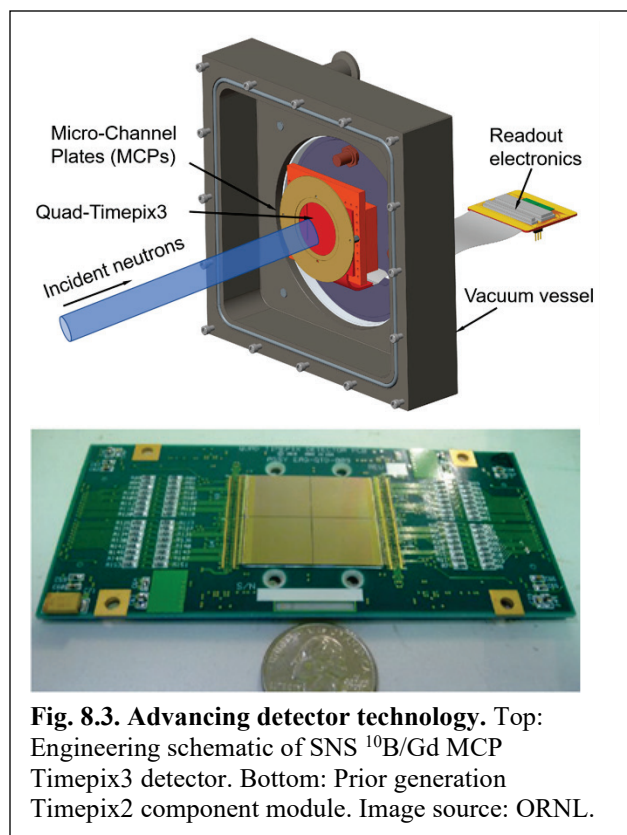 Micro-Channel
Plates (MCPs)
Readout
electronics
Quad-Timepix3
Incident neutrons
Vacuum vessel
S/N
Fig. 8.3. Advancing detector technology. Top:
Engineering schematic of SNS ¹⁰B/Gd MCP
Timepix3 detector. Bottom: Prior generation
Timepix2 component module. Image source: ORNL.